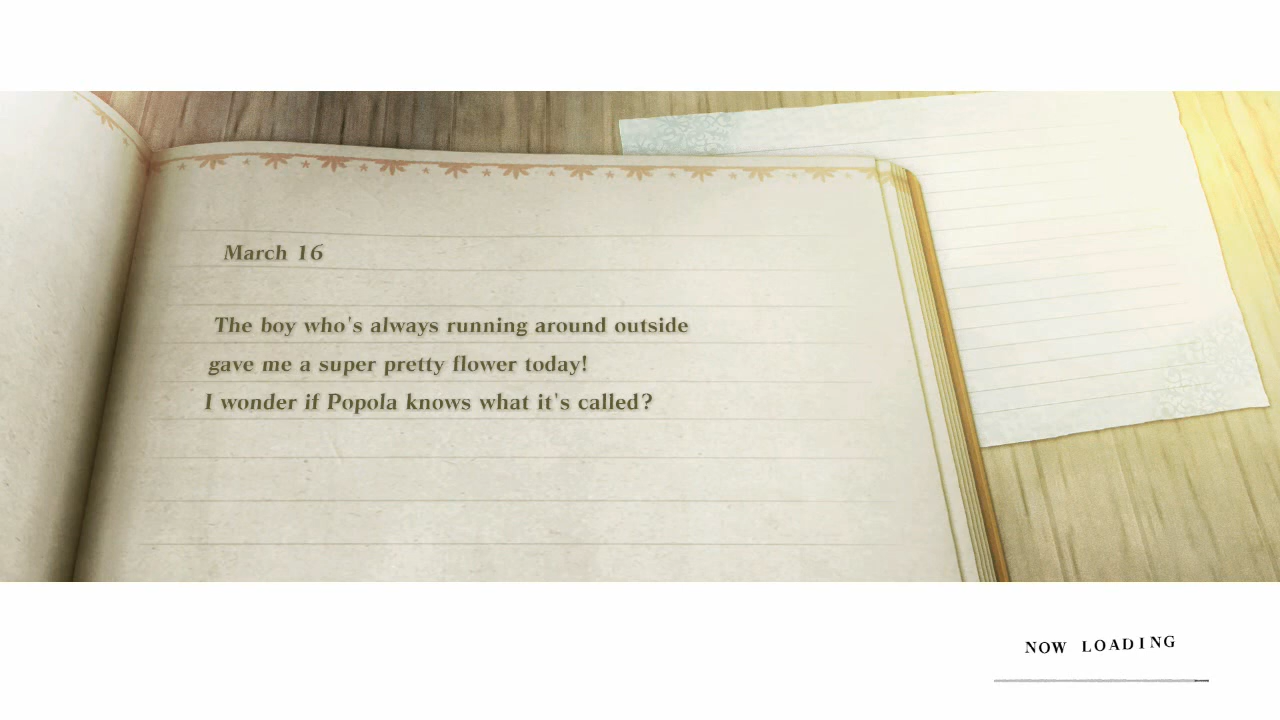 March 16
The boy who's always running around outside
gave me a super pretty flower today!
I wonder if Popola knows what it's called?
NOW LOADING